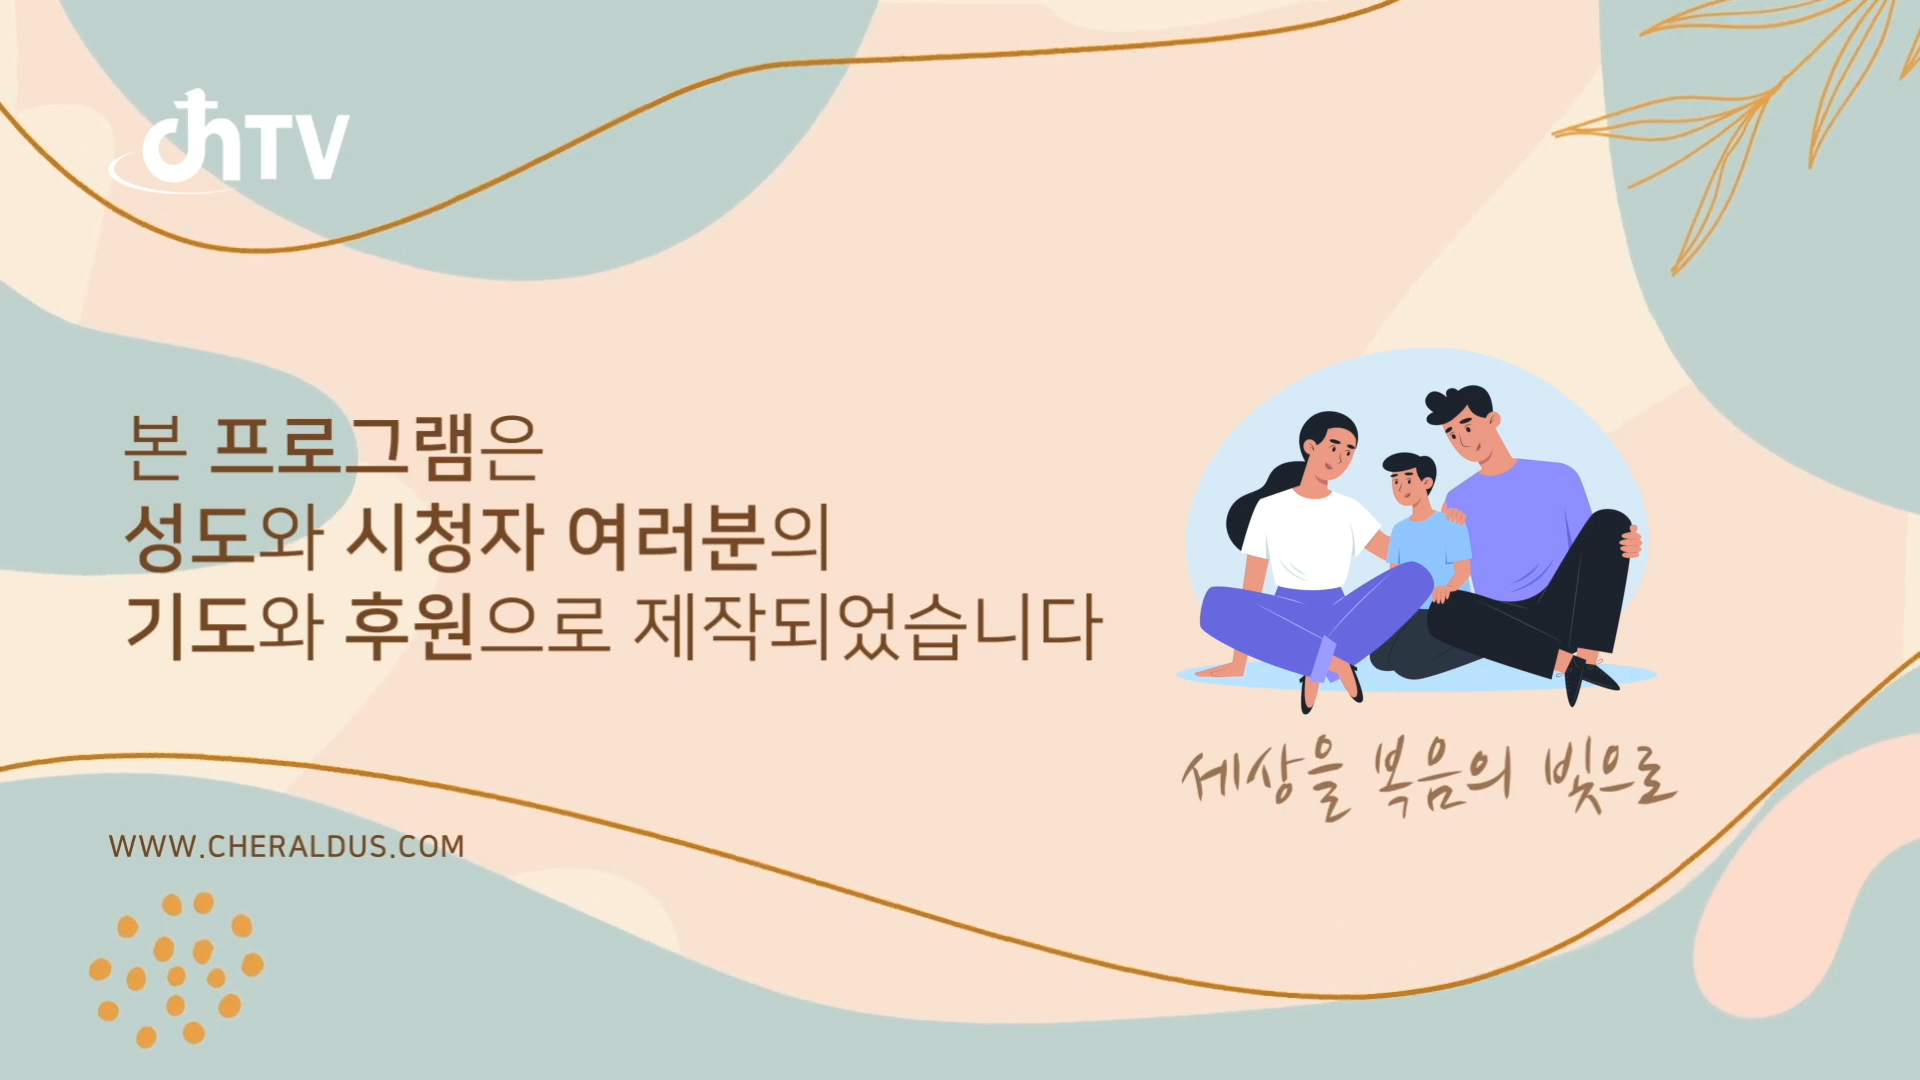 chTV
본 프로그램은
성도와 시청자 여러분의
기도와 후원으로 제작되었습니다
세상을 복음의 빛으로
WWW.CHERALDUS.COM